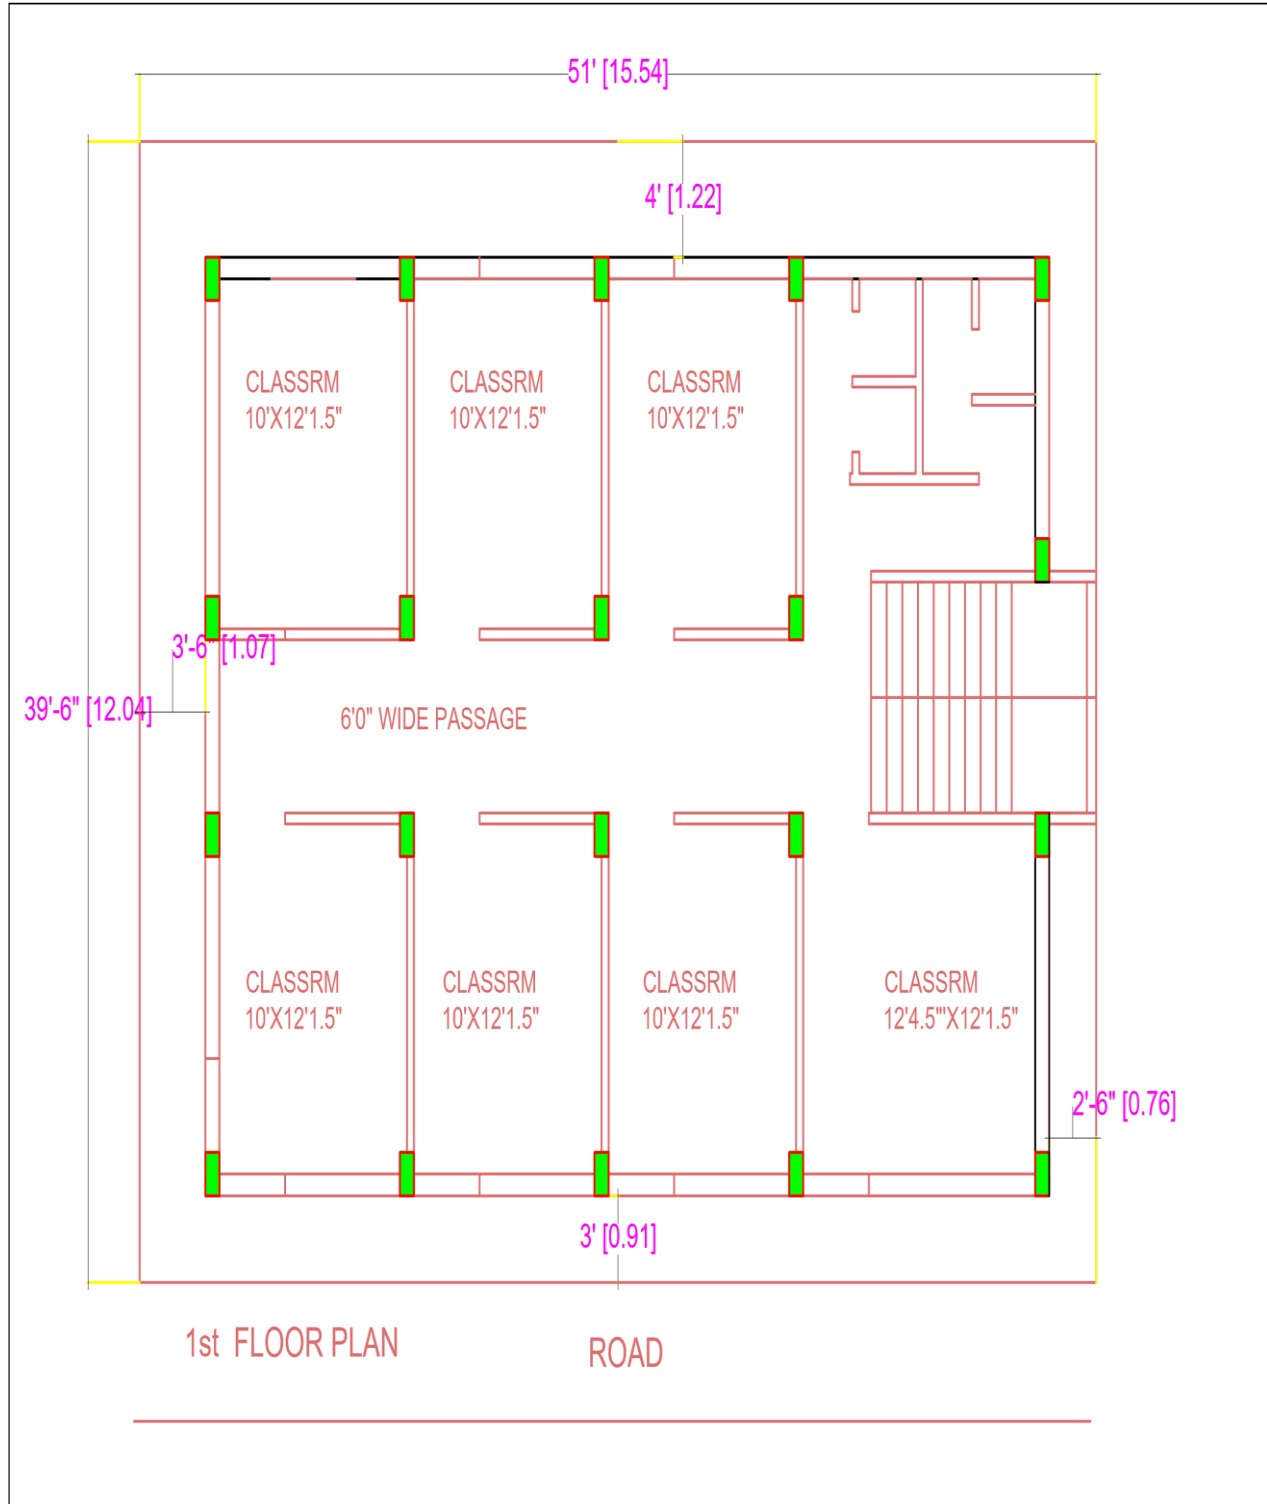 51' [15.54]
4' [1.22]
CLASSRM
10'X12'1.5"
CLASSRM
10'X12'1.5"
CLASSRM
10'X12'1.5"
3'-6" [1.07]
39'-6" [12.04]
6'0" WIDE PASSAGE
CLASSRM
10'X12'1.5"
CLASSRM
10'X12'1.5"
CLASSRM
10'X12'1.5"
CLASSRM
12'4.5"'X12'1.5"
2'-6" [0.76]
3' [0.91]
1st FLOOR PLAN
ROAD